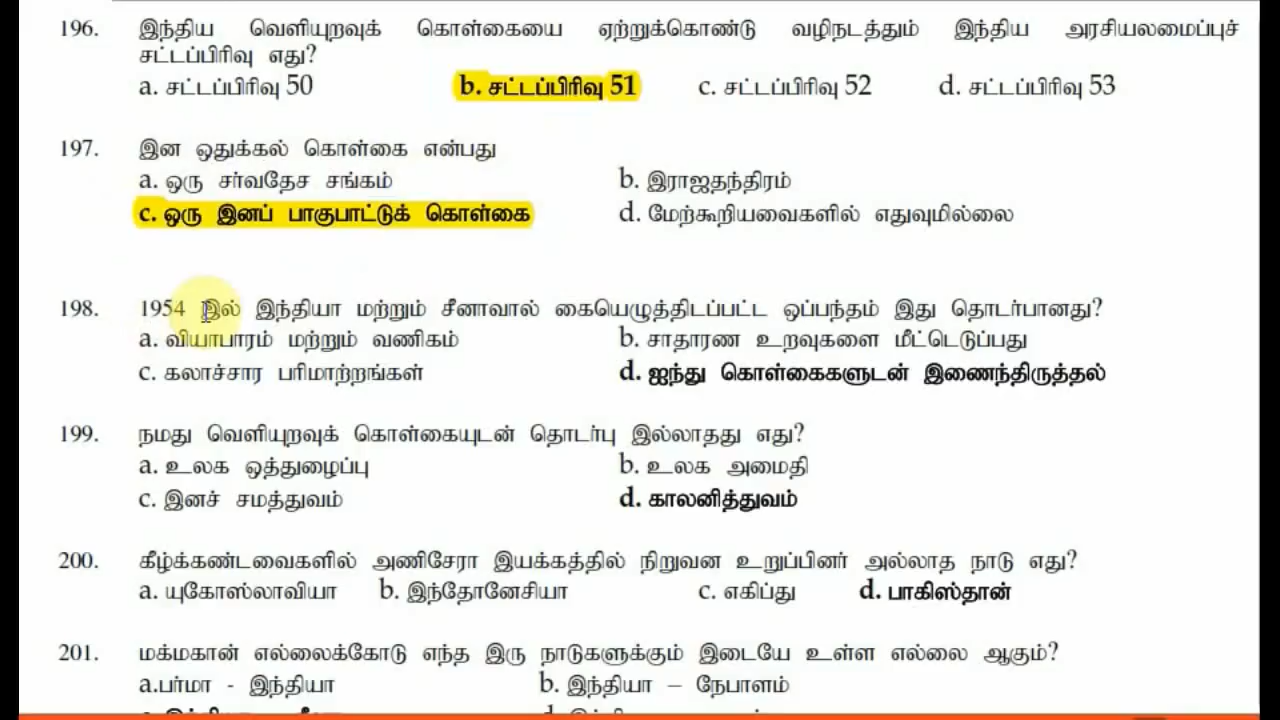 196. இந்திய வெளியுறவுக் கொள்கையை ஏற்றுக்கொண்டு வழிநடத்தும் இந்திய அரசியலமைப்புச்
சட்டப்பிரிவு எது?
a. சட்டப்பிரிவு 50 b. சட்டப்பிரிவு 51 c. சட்டப்பிரிவு 52 d. சட்டப்பிரிவு 53
197. இன ஒதுக்கல் கொள்கை என்பது
a. ஒரு சர்வதேச சங்கம் b. இராஜதந்திரம்
c. ஒரு இனப் பாகுபாட்டுக் கொள்கை d. மேற்கூறியவைகளில் எதுவுமில்லை
198. 1954 இல் இந்தியா மற்றும் சீனாவால் கையெழுத்திடப்பட்ட ஒப்பந்தம் இது தொடர்பானது?
a. வியாபாரம் மற்றும் வணிகம் b. சாதாரண உறவுகளை மீட்டெடுப்பது
c. கலாச்சார பரிமாற்றங்கள் d. ஐந்து கொள்கைகளுடன் இணைந்திருத்தல்
199. நமது வெளியுறவுக் கொள்கையுடன் தொடர்பு இல்லாதது எது?
a. உலக ஒத்துழைப்பு b. உலக அமைதி
c. இனச் சமத்துவம் d. காலனித்துவம்
200. கீழ்க்கண்டவைகளில் அணிசேரா இயக்கத்தில் நிறுவன உறுப்பினர் அல்லாத நாடு எது?
a. யுகோஸ்லாவியா b. இந்தோனேசியா c. எகிப்து d. பாகிஸ்தான்
201. மக்மகான் எல்லைக்கோடு எந்த இரு நாடுகளுக்கும் இடையே உள்ள எல்லை ஆகும்?
a.பர்மா - இந்தியா b. இந்தியா – நேபாளம்